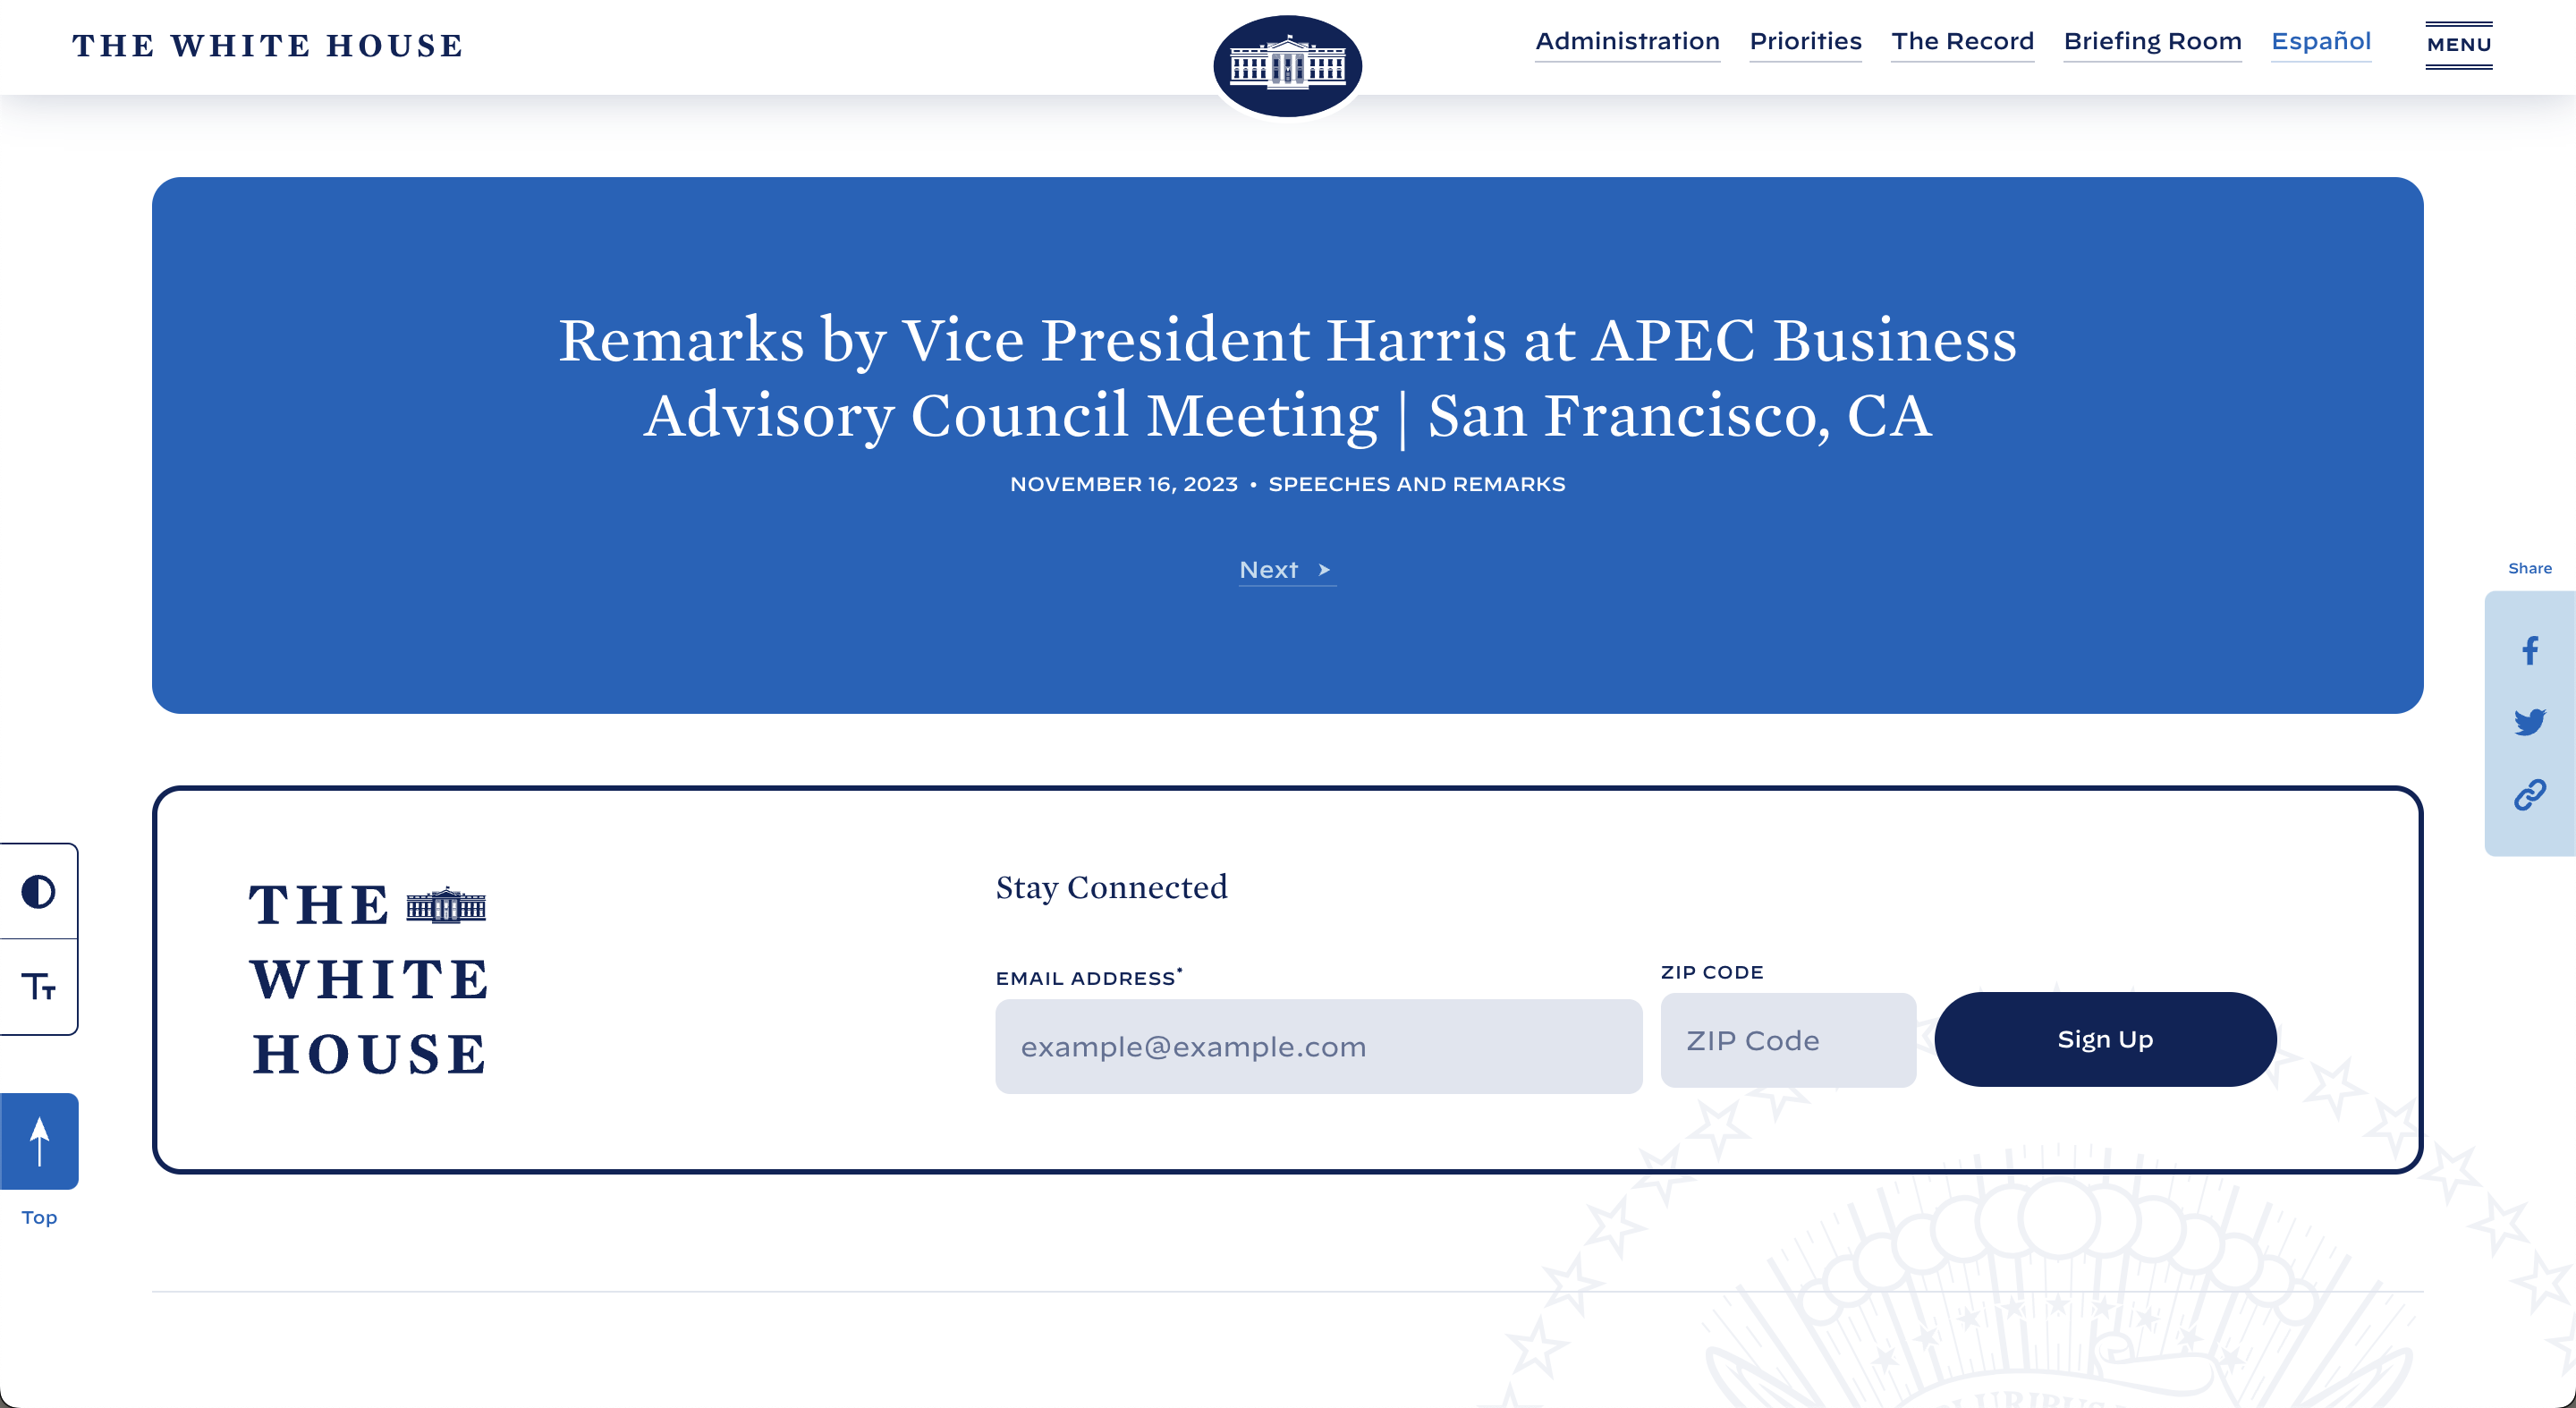 THE WHITE HOUSE
Administration Priorities The Record Briefing Room Español MENU
Remarks by Vice President Harris at APEC Business
Advisory Council Meeting | San Francisco, CA
NOVEMBER 16, 2023 • SPEECHES AND REMARKS
Next
Share
Stay Connected
THE
WHITE
HOUSE
EMAIL ADDRESS*
ZIP CODE
example@example.com
ZIP Code
Sign Up
Tт
Top